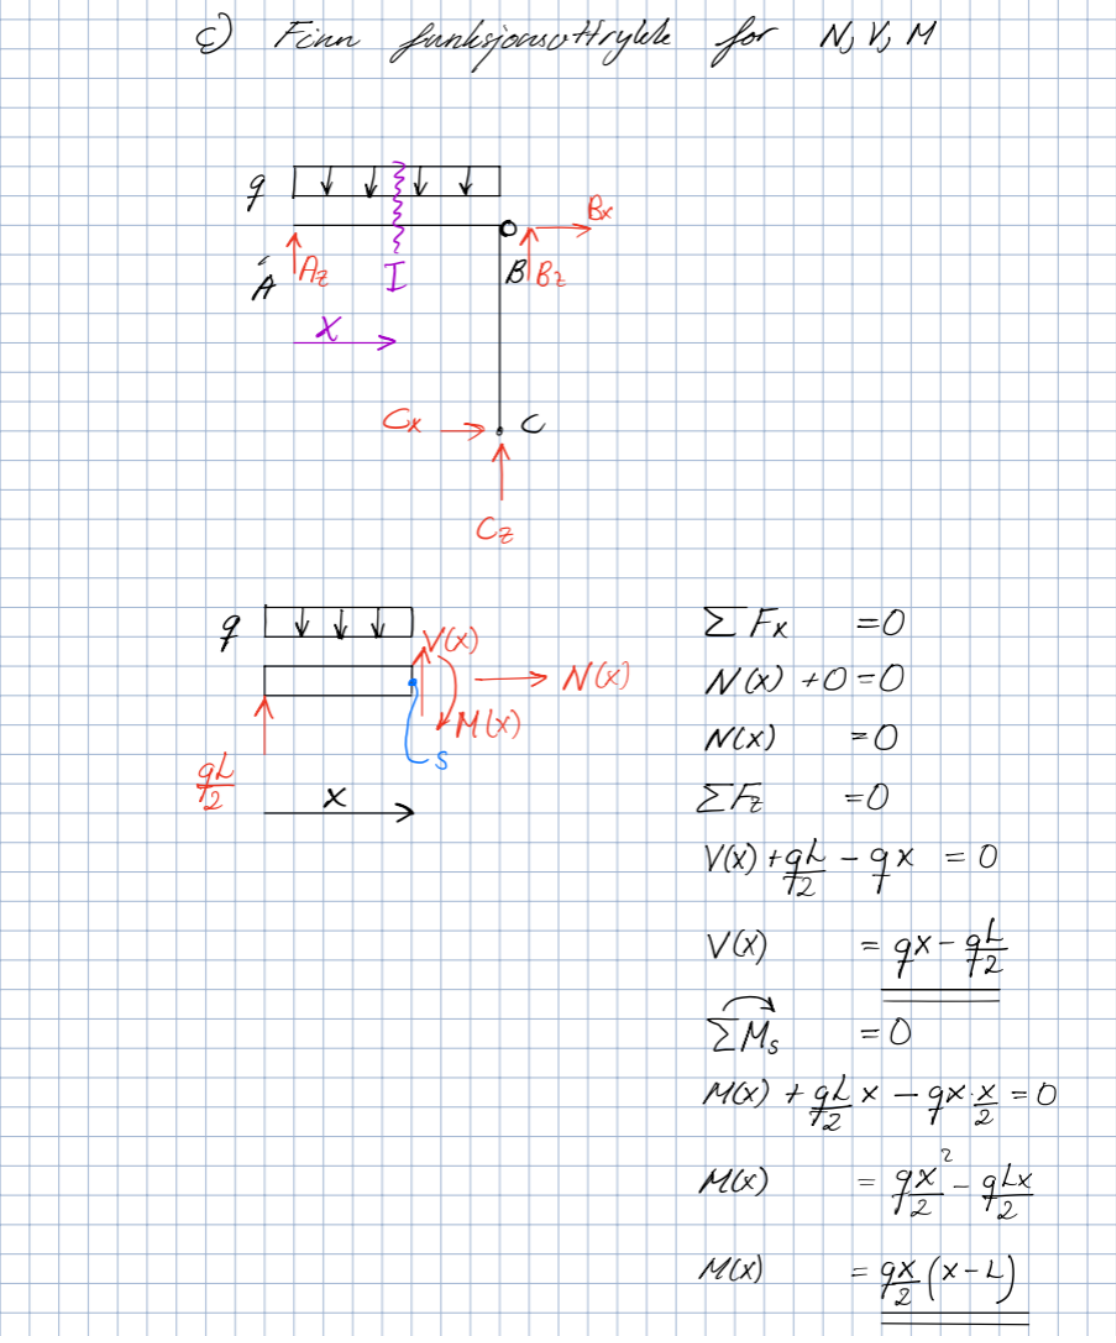 c) Finn funksjonsuttrykk for N, V, M
q
Bx
A
Az
I
B
Bz
x
Cx
C
Cz
q
V(x)
N(x)
M(x)
s
qL/2
x
ΣFx = 0
N(x) + 0 = 0
N(x) = 0
ΣFz = 0
V(x) + qL/2 - qx = 0
V(x) = qx - qL/2
ΣMs = 0
M(x) + qL/2 x - qx · x/2 = 0
M(x) = qx²/2 - qLx/2
M(x) = qx/2 (x - L)